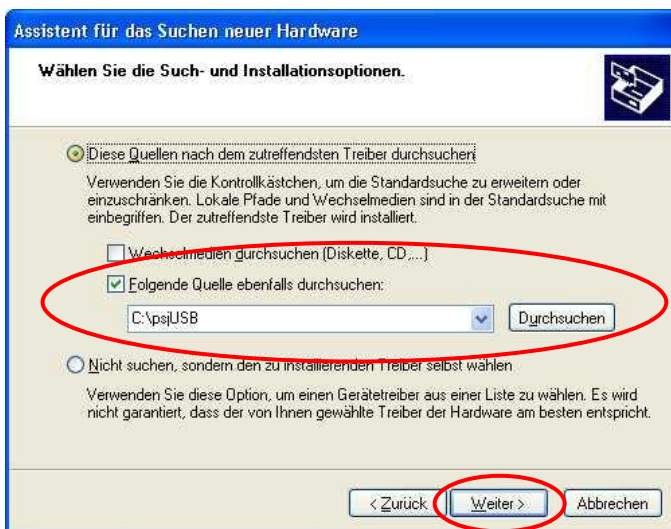 Assistent für das Suchen neuer Hardware
Wählen Sie die Such- und Installationsoptionen.
Diese Quellen nach dem zutreffendsten Treiber durchsuchen
Verwenden Sie die Kontrollkästchen, um die Standardsuche zu erweitern oder
einzuschränken. Lokale Pfade und Wechselmedien sind in der Standardsuche mit
einbegriffen. Der zutreffendste Treiber wird installiert.
Wechselmedien durchsuchen (Diskette, CD,...)
Folgende Quelle ebenfalls durchsuchen:
C:\psjUSB
Durchsuchen
Nicht suchen, sondern den zu installierenden Treiber selbst wählen
Verwenden Sie diese Option, um einen Gerätetreiber aus einer Liste zu wählen. Es wird
nicht garantiert, dass der von Ihnen gewählte Treiber der Hardware am besten entspricht.
< Zurück Weiter > Abbrechen